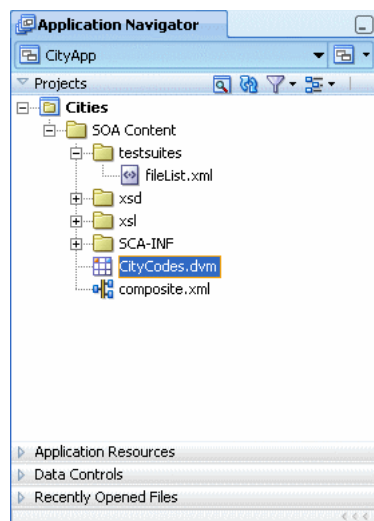 Application Navigator
CityApp
Projects
Cities
SOA Content
testsuites
fileList.xml
xsd
xsl
SCA-INF
CityCodes.dvm
composite.xml
Application Resources
Data Controls
Recently Opened Files